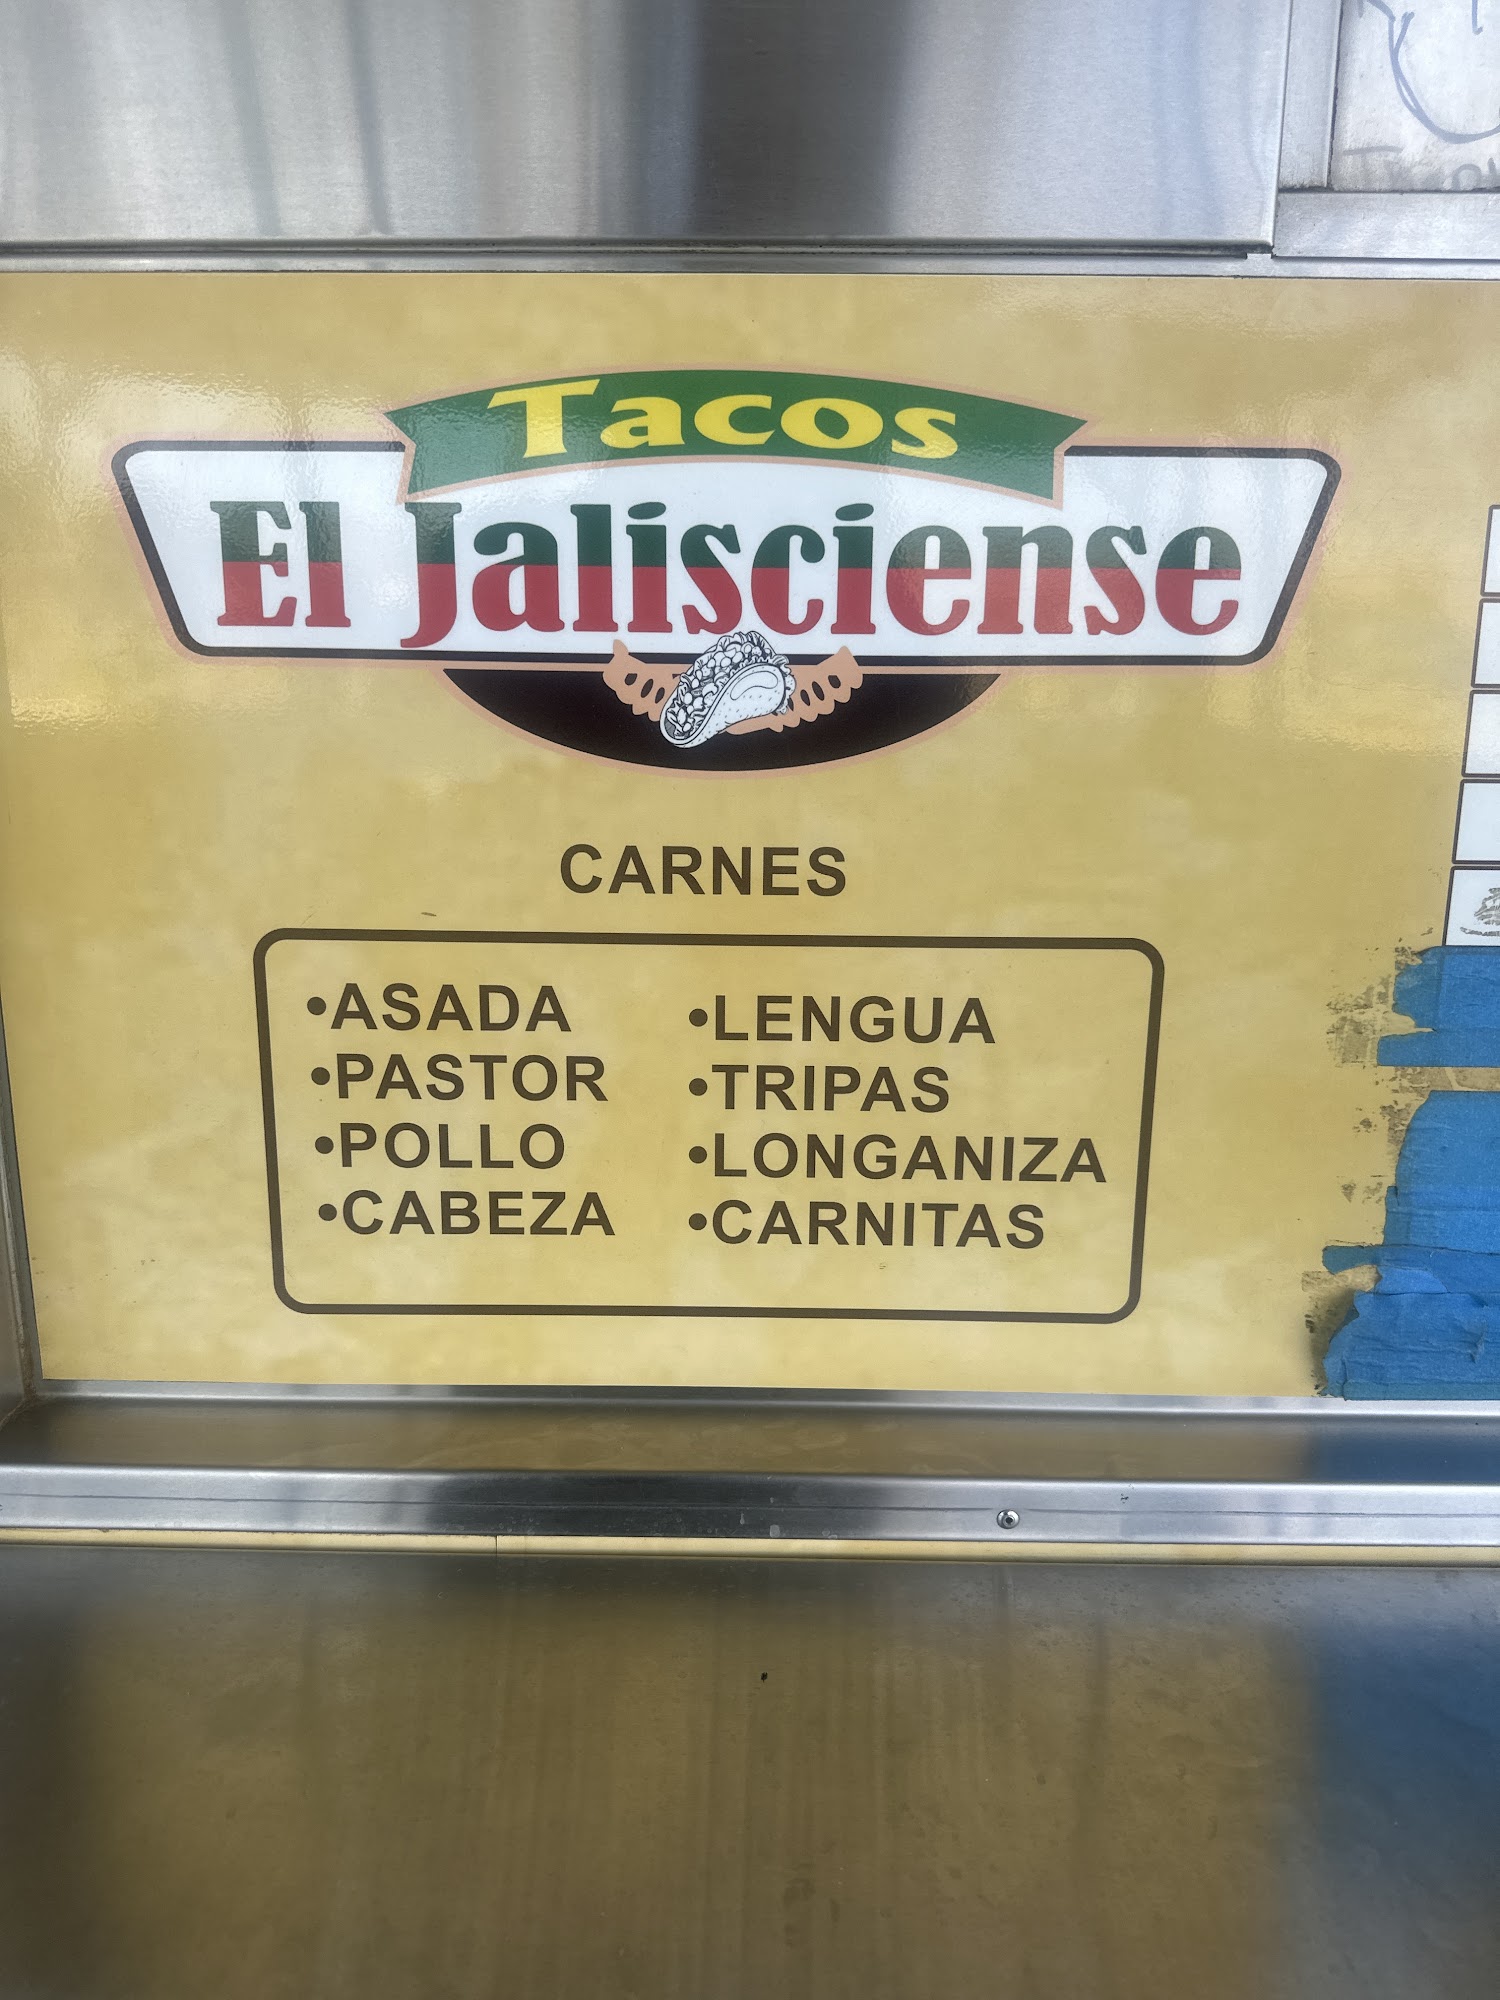 Tacos
El Jalisciense
CARNES
•ASADA
•PASTOR
•POLLO
•CABEZA
•LENGUA
•TRIPAS
•LONGANIZA
•CARNITAS